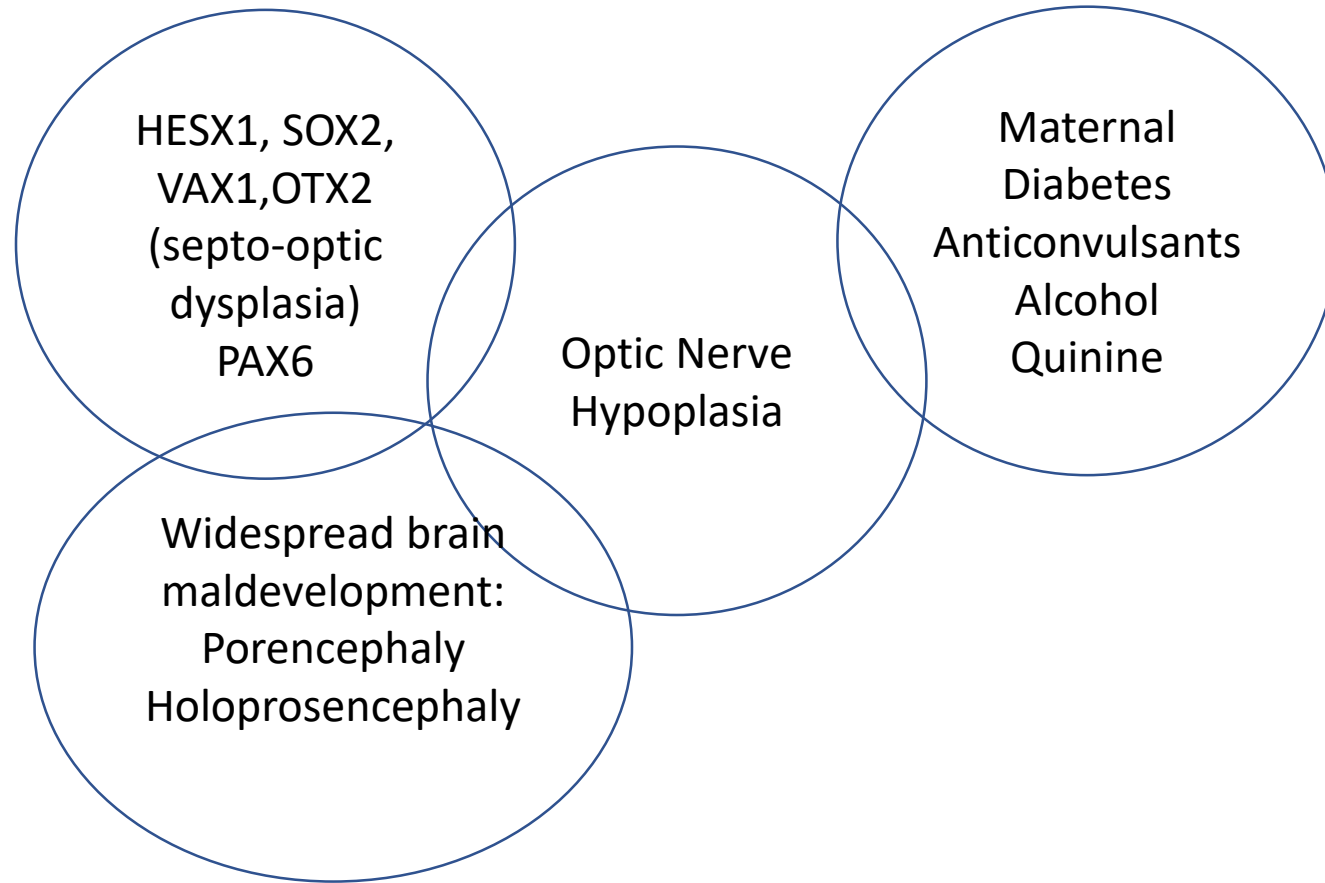 HESX1, SOX2,
VAX1,OTX2
(septo-optic
dysplasia)
PAX6
Optic Nerve
Hypoplasia
Maternal
Diabetes
Anticonvulsants
Alcohol
Quinine
Widespread brain
maldevelopment:
Porencephaly
Holoprosencephaly